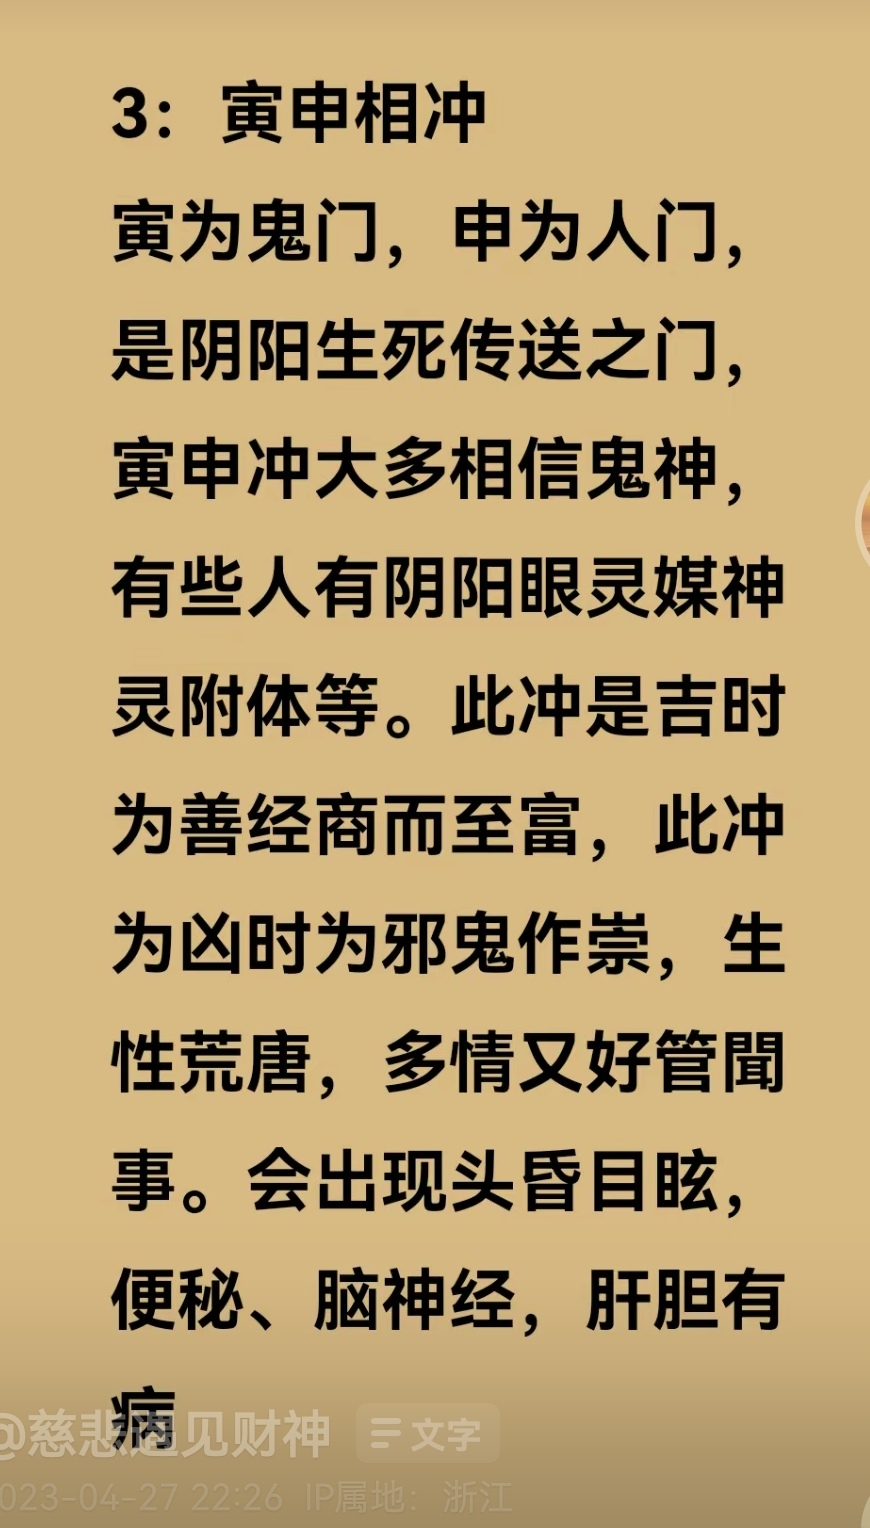 3：寅申相冲
寅为鬼门，申为人门，
是阴阳生死传送之门，
寅申冲大多相信鬼神，
有些人有阴阳眼灵媒神
灵附体等。此冲是吉时
为善经商而至富，此冲
为凶时为邪鬼作崇，生
性荒唐，多情又好管聞
事。会出现头昏目眩，
便秘、脑神经，肝胆有
病
@慈悲遇见财神 文字
023-04-27 22:26 IP属地：浙江